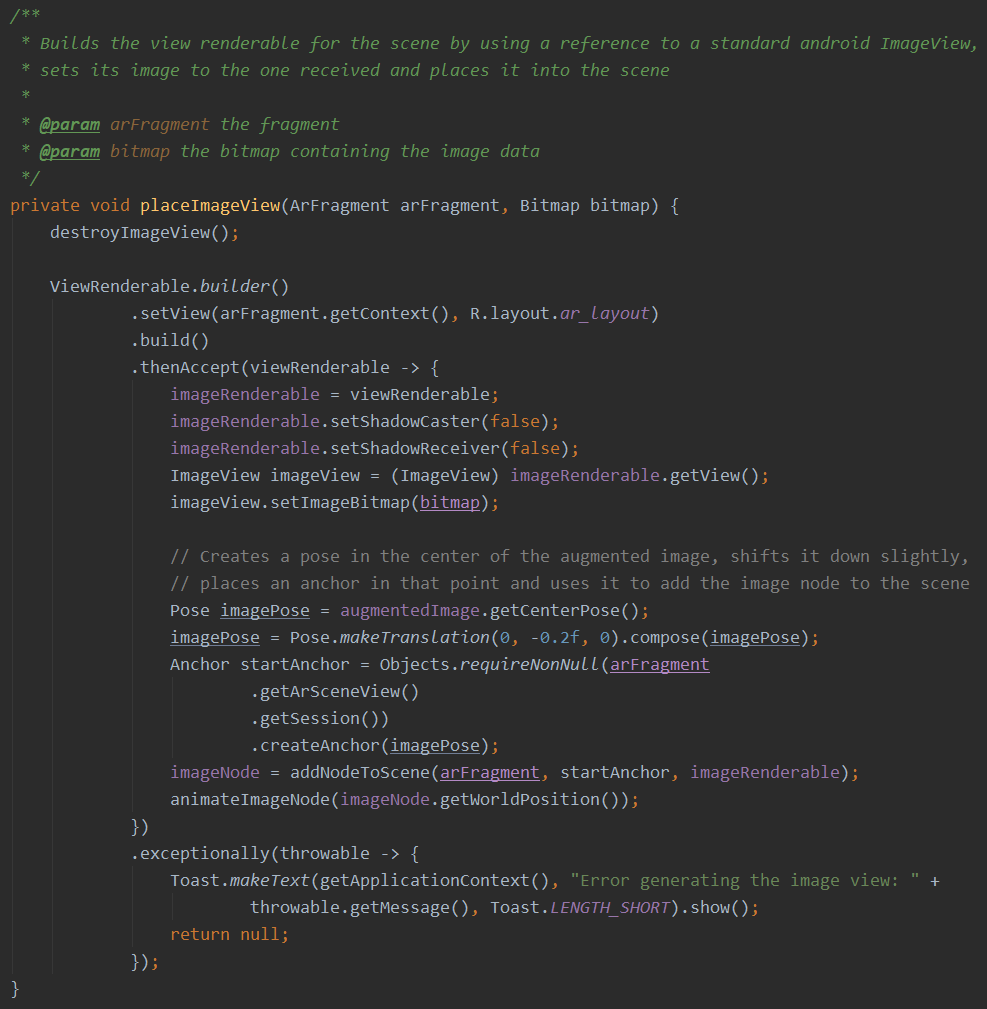 /**
 * Builds the view renderable for the scene by using a reference to a standard android ImageView,
 * sets its image to the one received and places it into the scene
 *
 * @param arFragment the fragment
 * @param bitmap the bitmap containing the image data
 */
private void placeImageView(ArFragment arFragment, Bitmap bitmap) {
    destroyImageView();

    ViewRenderable.builder()
            .setView(arFragment.getContext(), R.layout.ar_layout)
            .build()
            .thenAccept(viewRenderable -> {
                imageRenderable = viewRenderable;
                imageRenderable.setShadowCaster(false);
                imageRenderable.setShadowReceiver(false);
                ImageView imageView = (ImageView) imageRenderable.getView();
                imageView.setImageBitmap(bitmap);

                // Creates a pose in the center of the augmented image, shifts it down slightly,
                // places an anchor in that point and uses it to add the image node to the scene
                Pose imagePose = augmentedImage.getCenterPose();
                imagePose = Pose.makeTranslation(0, -0.2f, 0).compose(imagePose);
                Anchor startAnchor = Objects.requireNonNull(arFragment
                        .getArSceneView()
                        .getSession())
                        .createAnchor(imagePose);
                imageNode = addNodeToScene(arFragment, startAnchor, imageRenderable);
                animateImageNode(imageNode.getWorldPosition());
            })
            .exceptionally(throwable -> {
                Toast.makeText(getApplicationContext(), "Error generating the image view: " +
                        throwable.getMessage(), Toast.LENGTH_SHORT).show();
                return null;
            });
}